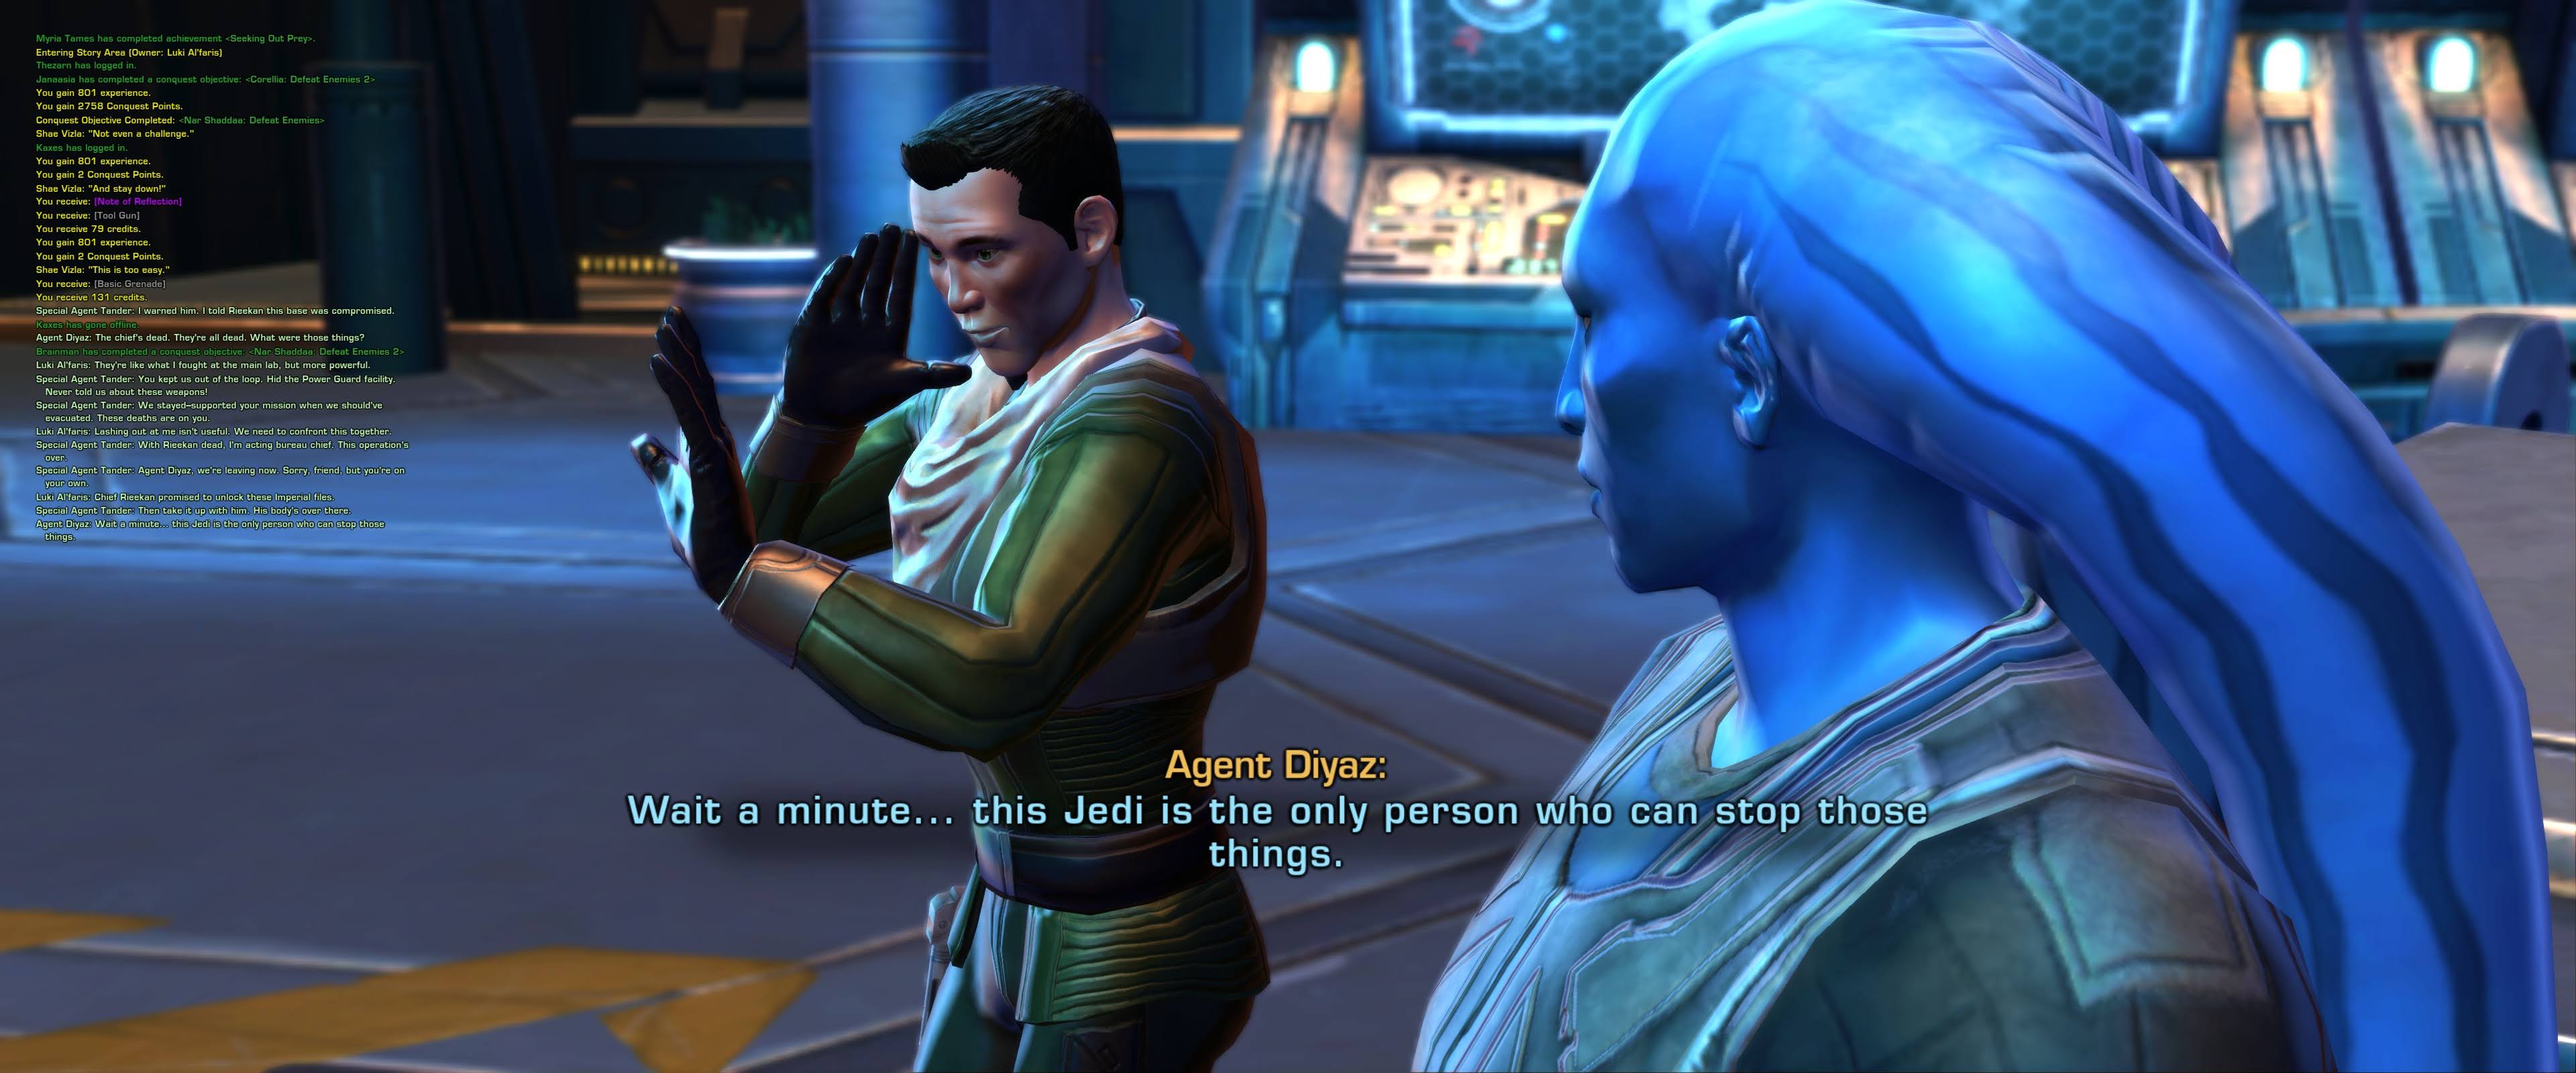 Myria Tames has completed achievement <Seeking Out Prey>.
Entering Story Area (Owner: Luki Al'faris)
Thezarn has logged in.
Janaasia has completed a conquest objective: <Corellia: Defeat Enemies 2>
You gain 801 experience.
You gain 2758 Conquest Points.
Conquest Objective Completed: <Nar Shaddaa: Defeat Enemies>
Shae Vizla: "Not even a challenge."
Kaxes has logged in.
You gain 801 experience.
You gain 2 Conquest Points.
Shae Vizla: "And stay down!"
You receive: [Note of Reflection]
You receive: [Tool Gun]
You receive 79 credits.
You gain 801 experience.
You gain 2 Conquest Points.
Shae Vizla: "This is too easy."
You receive: [Basic Grenade]
You receive 131 credits.
Special Agent Tander: I warned him. I told Rieekan this base was compromised.
Kaxes has gone offline.
Agent Diyaz: The chief's dead. They're all dead. What were those things?
Brainman has completed a conquest objective: <Nar Shaddaa: Defeat Enemies 2>
Luki Al'faris: They're like what I fought at the main lab, but more powerful.
Special Agent Tander: You kept us out of the loop. Hid the Power Guard facility.
Never told us about these weapons!
Special Agent Tander: We stayed—supported your mission when we should've
evacuated. These deaths are on you.
Luki Al'faris: Lashing out at me isn't useful. We need to confront this together.
Special Agent Tander: With Rieekan dead, I'm acting bureau chief. This operation's
over.
Special Agent Tander: Agent Diyaz, we're leaving now. Sorry, friend, but you're on
your own.
Luki Al'faris: Chief Rieekan promised to unlock these Imperial files.
Special Agent Tander: Then take it up with him. His body's over there.
Agent Diyaz: Wait a minute... this Jedi is the only person who can stop those
things.
Agent Diyaz:
Wait a minute... this Jedi is the only person who can stop those
things.